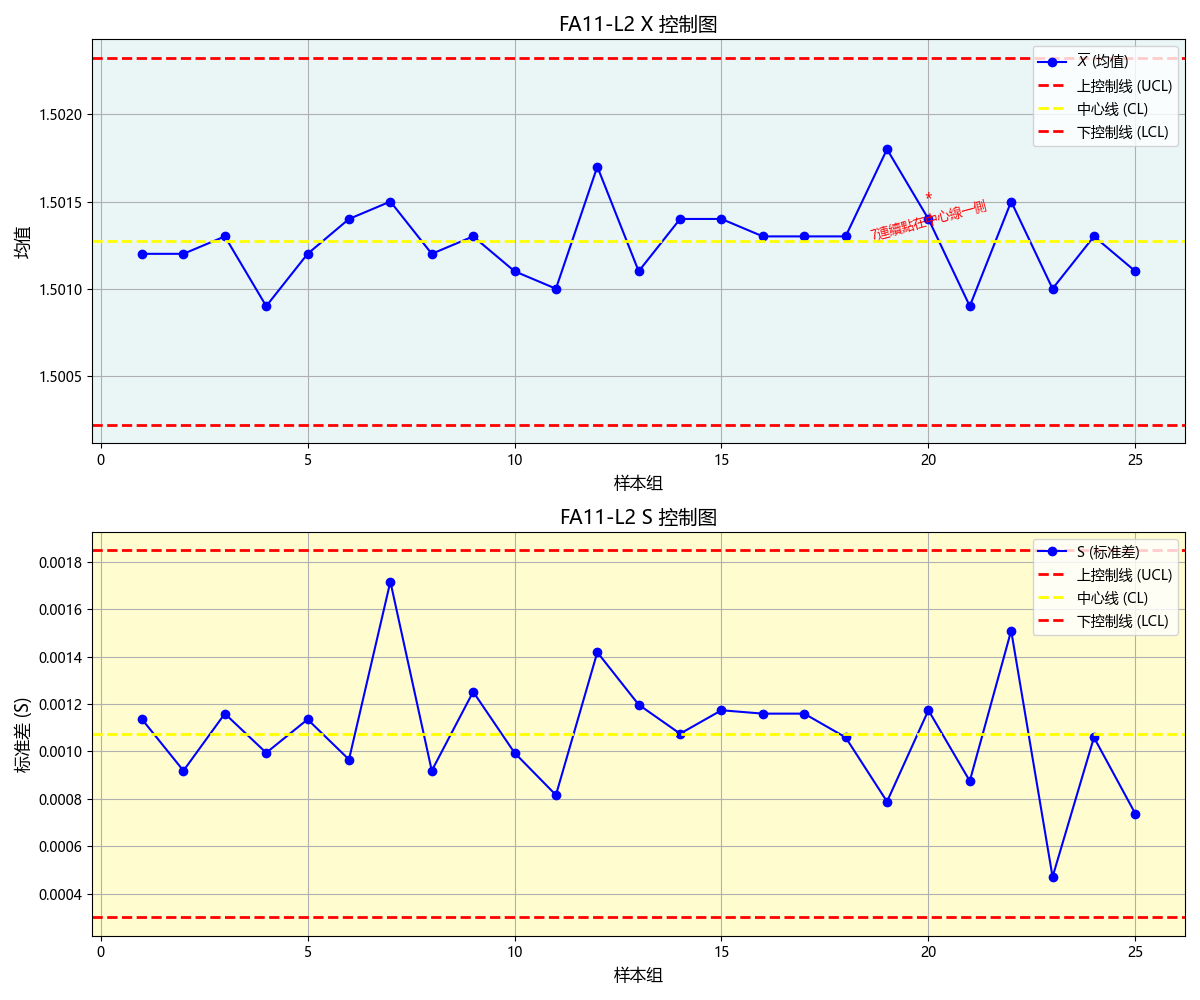 FA11-L2 X 控制图
X (均值)
上控制线 (UCL)
中心线 (CL)
下控制线 (LCL)
*
7連續點在中心線一側
1.5020
1.5015
1.5010
1.5005
均值
0 5 10 15 20 25
样本组
FA11-L2 S 控制图
S (标准差)
上控制线 (UCL)
中心线 (CL)
下控制线 (LCL)
0.0018
0.0016
0.0014
0.0012
0.0010
0.0008
0.0006
0.0004
标准差 (S)
0 5 10 15 20 25
样本组